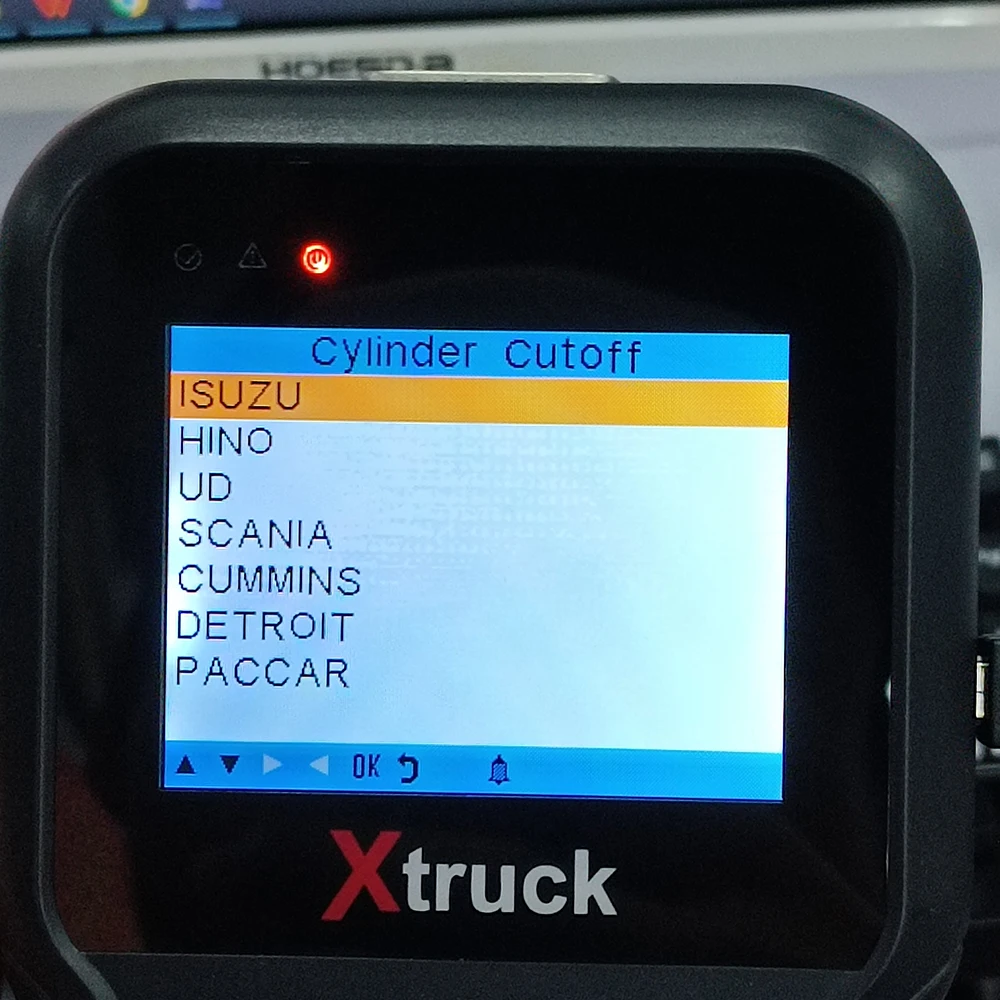 Cylinder Cutoff
ISUZU
HINO
UD
SCANIA
CUMMINS
DETROIT
PACCAR
OK
Xtruck